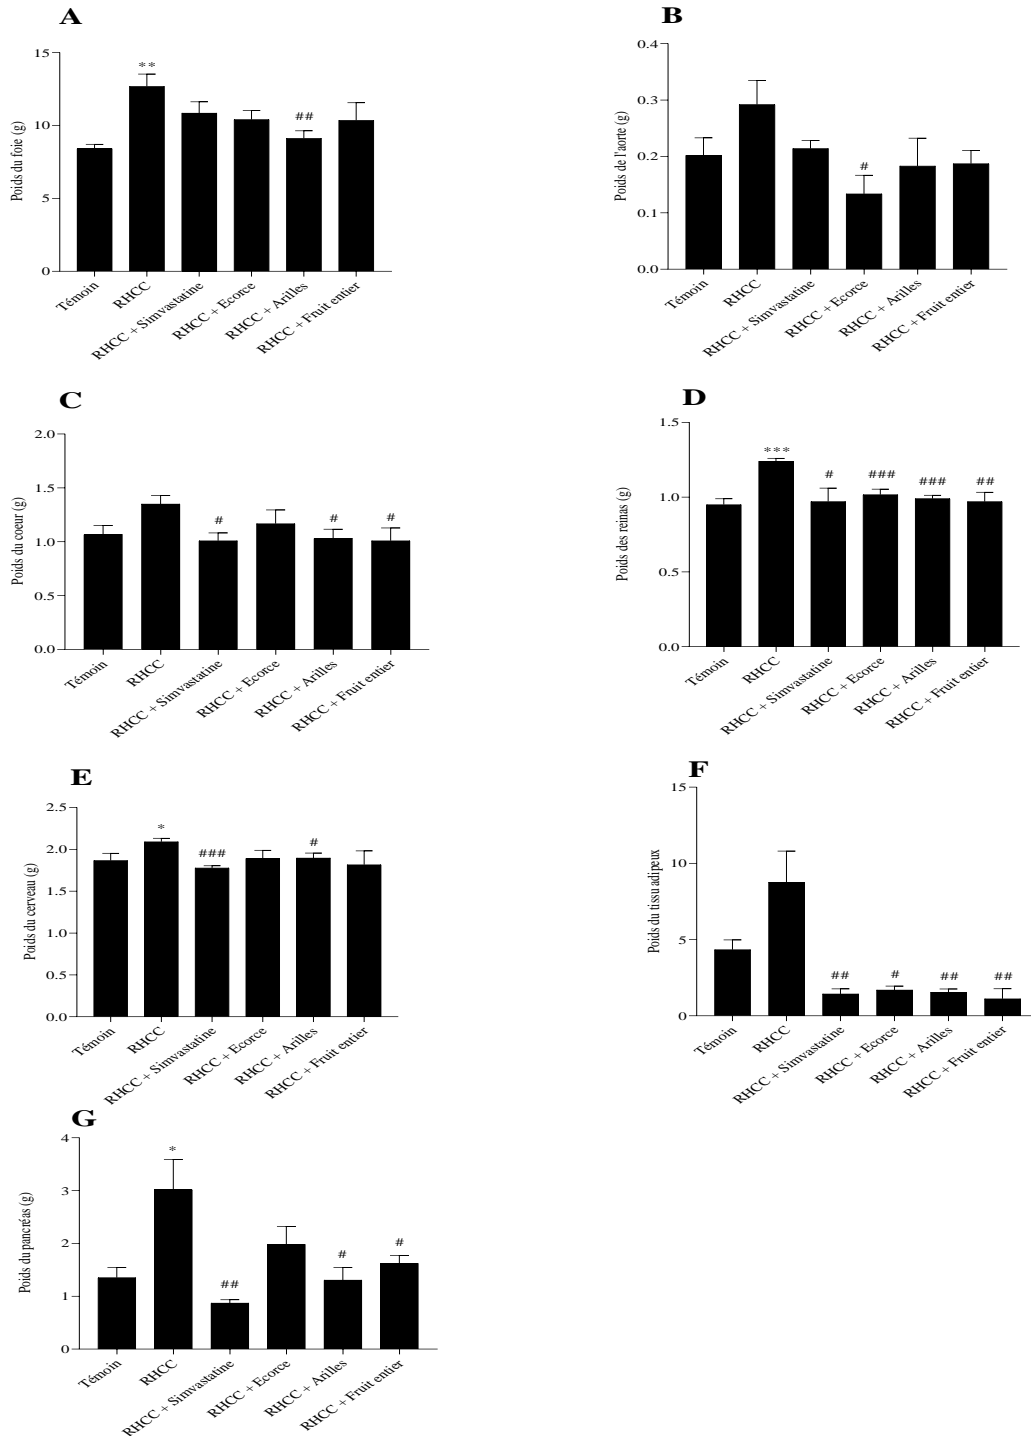 A
Poids du foie (g)
15
10
5
0
**
##
Témoin
RHCC
RHCC + Simvastatine
RHCC + Ecorce
RHCC + Arilles
RHCC + Fruit entier
B
Poids de l'aorte (g)
0.4
0.3
0.2
0.1
0.0
#
Témoin
RHCC
RHCC + Simvastatine
RHCC + Ecorce
RHCC + Arilles
RHCC + Fruit entier
C
Poids du coeur (g)
2.0
1.5
1.0
0.5
0.0
#
#
#
Témoin
RHCC
RHCC + Simvastatine
RHCC + Ecorce
RHCC + Arilles
RHCC + Fruit entier
D
Poids des reinas (g)
1.5
1.0
0.5
0.0
***
#
###
###
##
Témoin
RHCC
RHCC + Simvastatine
RHCC + Ecorce
RHCC + Arilles
RHCC + Fruit entier
E
Poids du cerveau (g)
2.5
2.0
1.5
1.0
0.5
0.0
*
###
#
Témoin
RHCC
RHCC + Simvastatine
RHCC + Ecorce
RHCC + Arilles
RHCC + Fruit entier
F
Poids du tissu adipeux
15
10
5
0
##
#
##
##
Témoin
RHCC
RHCC + Simvastatine
RHCC + Ecorce
RHCC + Arilles
RHCC + Fruit entier
G
Poids du pancréas (g)
4
3
2
1
0
*
##
#
#
Témoin
RHCC
RHCC + Simvastatine
RHCC + Ecorce
RHCC + Arilles
RHCC + Fruit entier